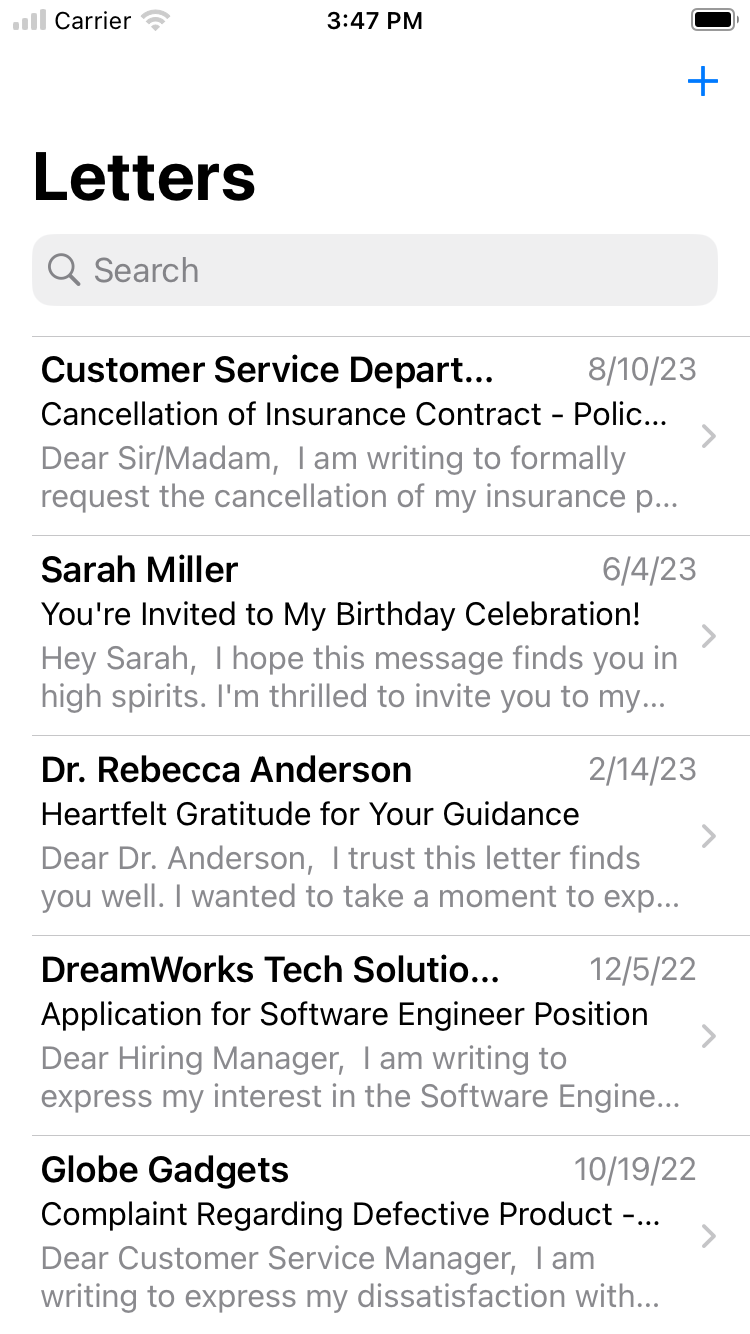 Carrier 3:47 PM
Letters
Search
Customer Service Depart... 8/10/23
Cancellation of Insurance Contract - Polic...
Dear Sir/Madam,  I am writing to formally
request the cancellation of my insurance p...
Sarah Miller 6/4/23
You're Invited to My Birthday Celebration!
Hey Sarah,  I hope this message finds you in
high spirits. I'm thrilled to invite you to my...
Dr. Rebecca Anderson 2/14/23
Heartfelt Gratitude for Your Guidance
Dear Dr. Anderson,  I trust this letter finds
you well. I wanted to take a moment to exp...
DreamWorks Tech Solutio... 12/5/22
Application for Software Engineer Position
Dear Hiring Manager,  I am writing to
express my interest in the Software Engine...
Globe Gadgets 10/19/22
Complaint Regarding Defective Product -...
Dear Customer Service Manager,  I am
writing to express my dissatisfaction with...